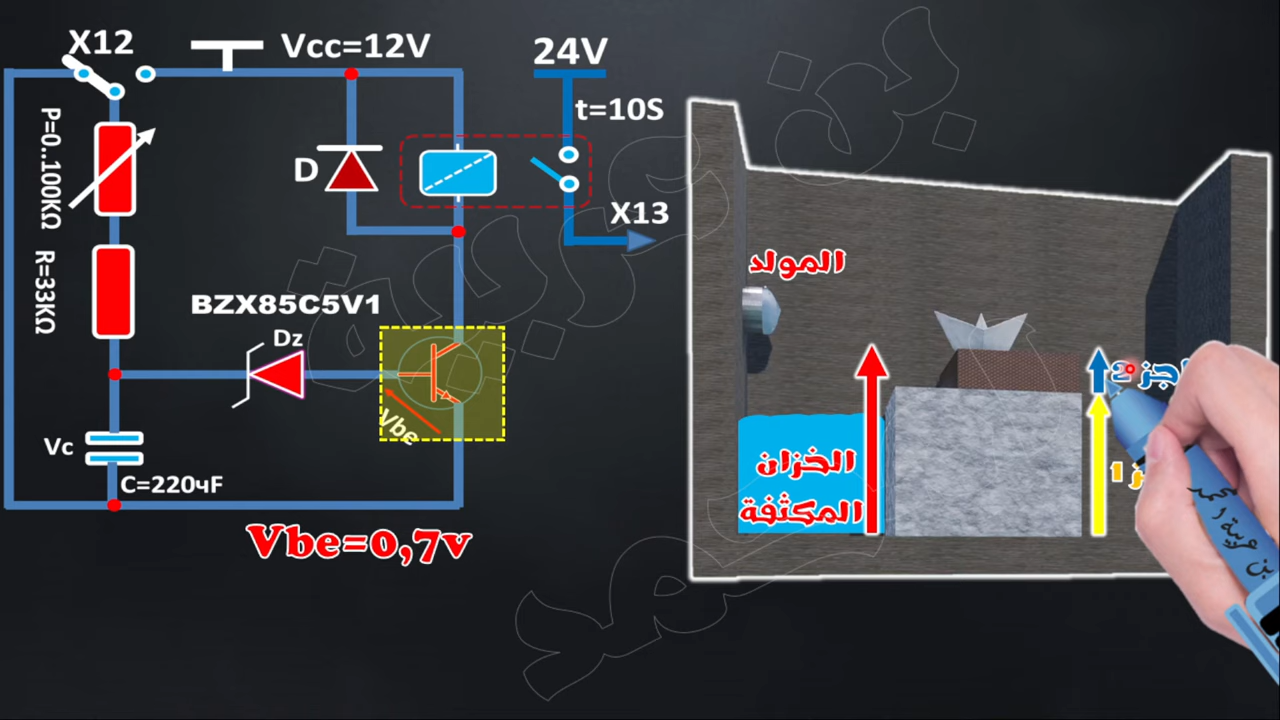 X12
Vcc=12V
24V
t=10S
P=0..100KΩ
D
X13
R=33KΩ
BZX85C5V1
Dz
Vbe
Vc
C=220чF
Vbe=0,7v
المولد
الخزان
المكثفة